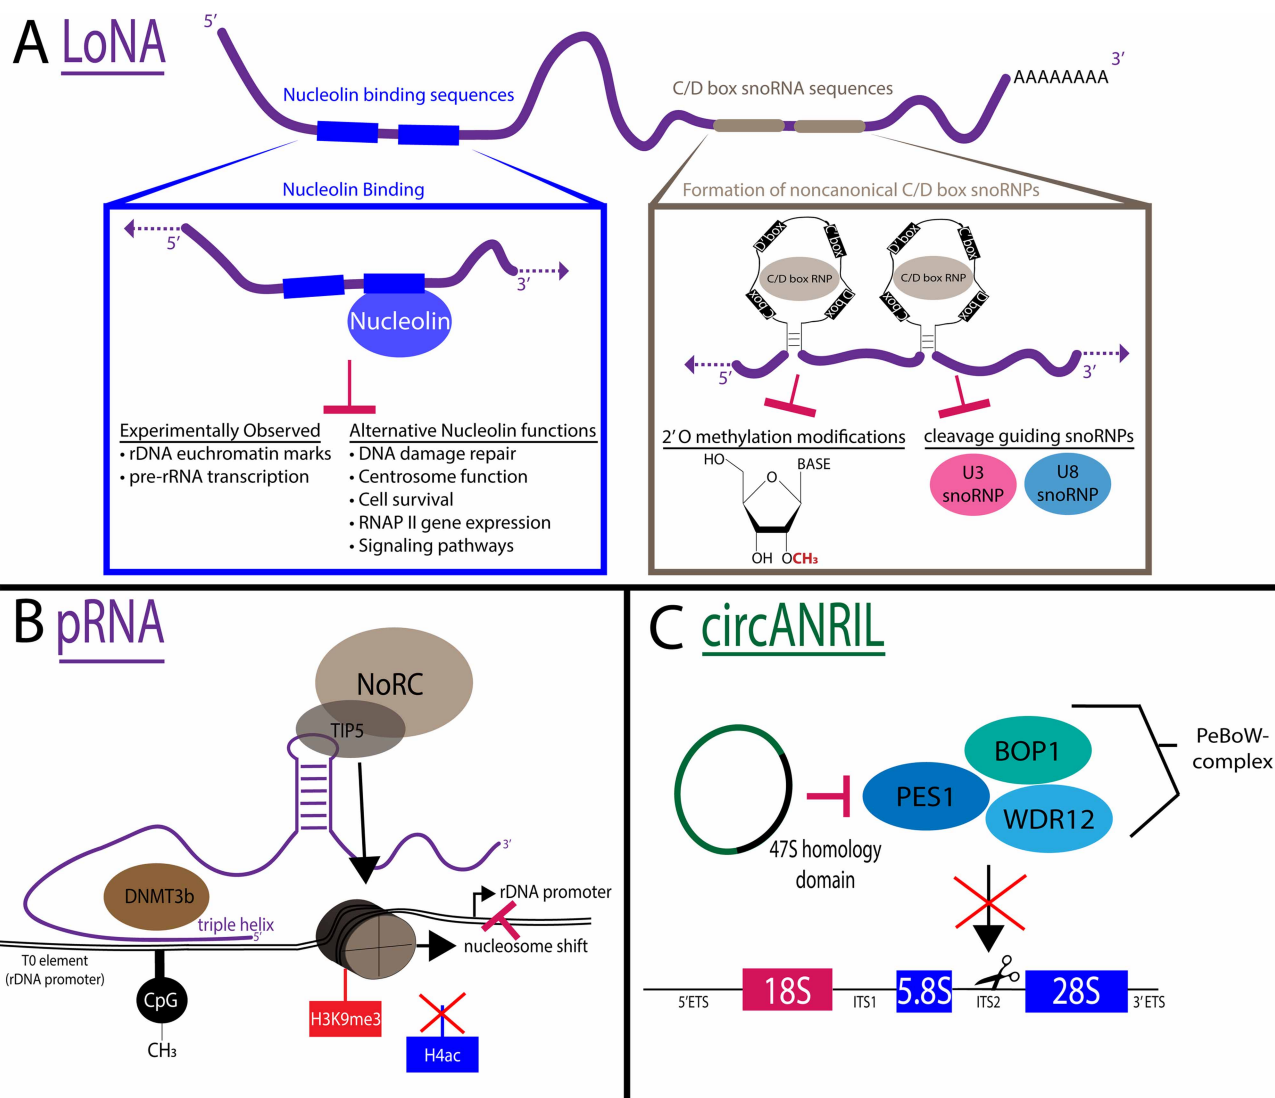 A LoNA
5’
Nucleolin binding sequences
C/D box snoRNA sequences
AAAAAAAA
3’
Nucleolin Binding
5’
3’
Nucleolin
Experimentally Observed
• rDNA euchromatin marks
• pre-rRNA transcription
Alternative Nucleolin functions
• DNA damage repair
• Centrosome function
• Cell survival
• RNAP II gene expression
• Signaling pathways
Formation of noncanonical C/D box snoRNPs
D' box
C' box
C/D box RNP
C box
D box
D' box
C' box
C/D box RNP
C box
D box
5’
3’
2’ O methylation modifications
HO
O
BASE
OH
OCH₃
cleavage guiding snoRNPs
U3
snoRNP
U8
snoRNP
B pRNA
NoRC
TIP5
3’
DNMT3b
triple helix
5’
rDNA promoter
nucleosome shift
T0 element
(rDNA promoter)
CpG
CH₃
H3K9me3
H4ac
C circANRIL
47S homology
domain
PES1
BOP1
WDR12
PeBoW-
complex
5’ETS
18S
ITS1
5.8S
ITS2
28S
3’ ETS